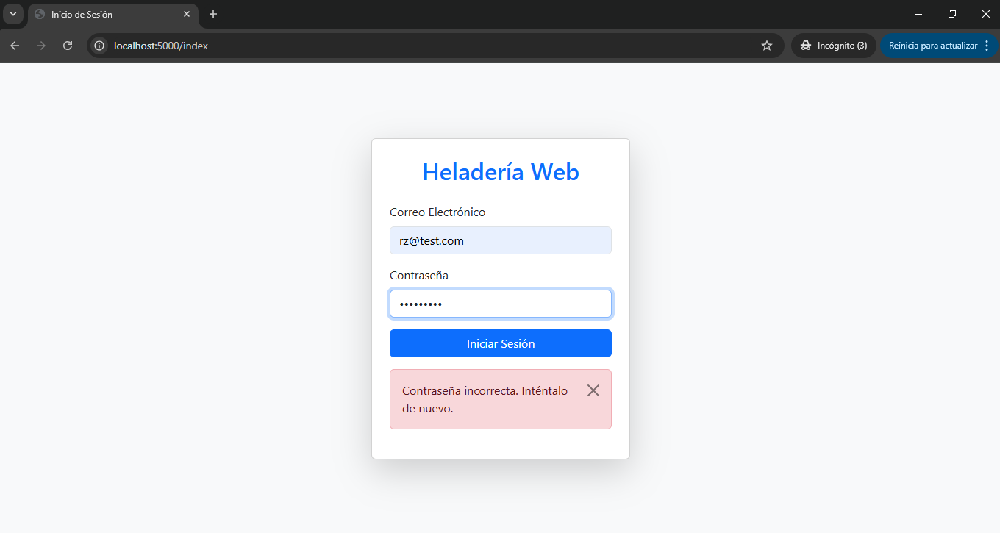 Inicio de Sesión
localhost:5000/index
Incógnito (3)
Reinicia para actualizar
Heladería Web
Correo Electrónico
rz@test.com
Contraseña
•••••••••
Iniciar Sesión
Contraseña incorrecta. Inténtalo
de nuevo.